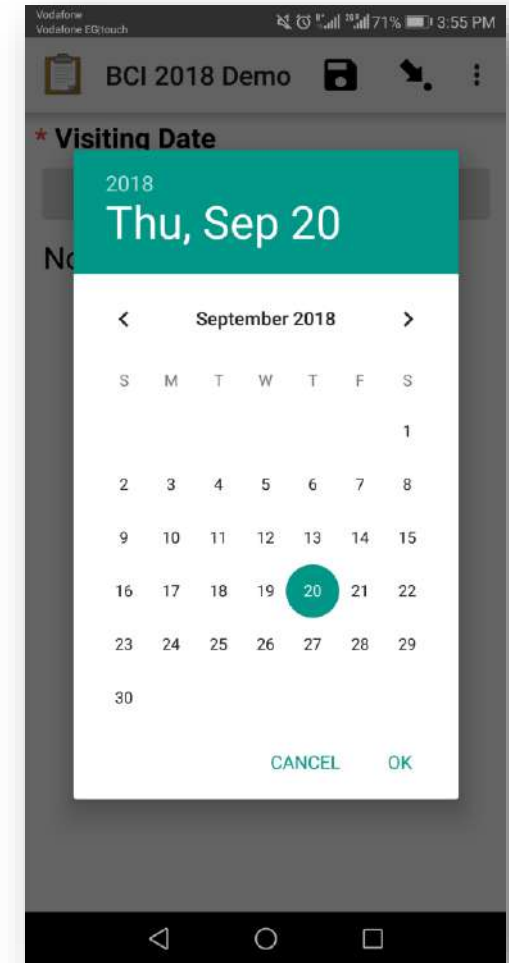 Vodafone
Vodafone EG|touch 71% 3:55 PM
BCI 2018 Demo
* Visiting Date
2018
Thu, Sep 20
No
September 2018
S M T W T F S
1
2 3 4 5 6 7 8
9 10 11 12 13 14 15
16 17 18 19 20 21 22
23 24 25 26 27 28 29
30
CANCEL OK